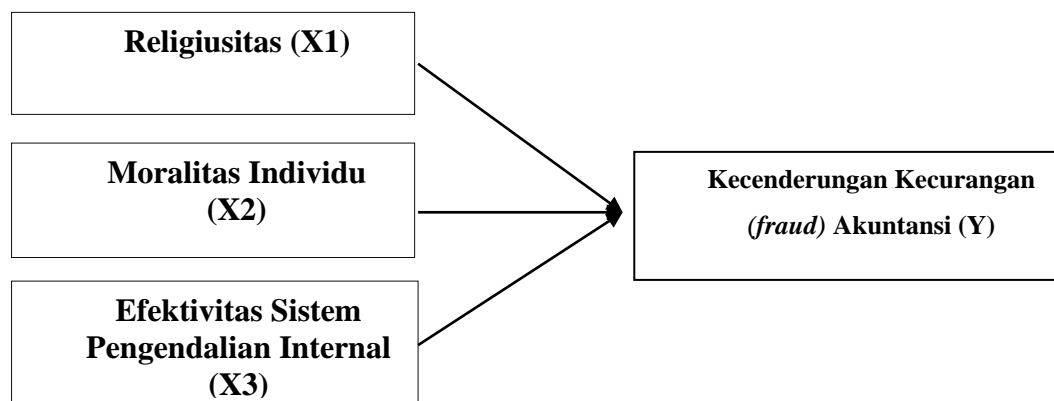 Religiusitas (X1)
Moralitas Individu
(X2)
Efektivitas Sistem
Pengendalian Internal
(X3)
Kecenderungan Kecurangan
(fraud) Akuntansi (Y)